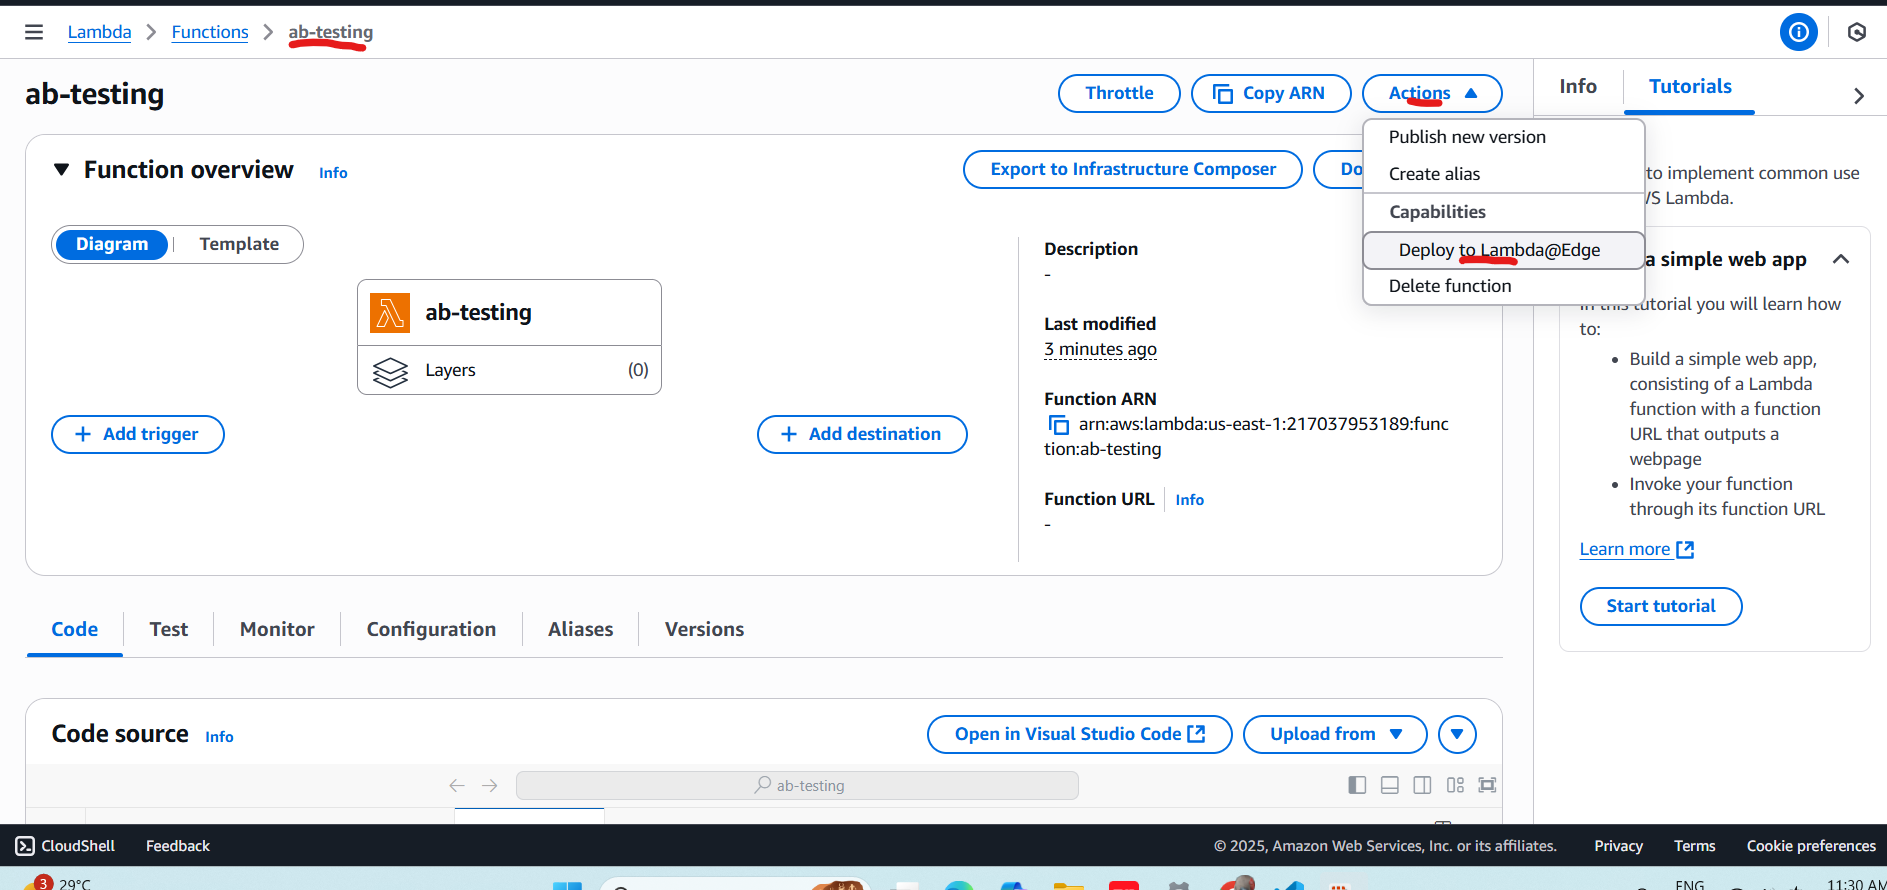 Lambda > Functions > ab-testing
ab-testing
Throttle
Copy ARN
Actions
Info
Tutorials
Publish new version
Create alias
Capabilities
Deploy to Lambda@Edge
Delete function
Function overview Info
Export to Infrastructure Composer
Diagram
Template
ab-testing
Layers (0)
+ Add trigger
+ Add destination
Description
-
Last modified
3 minutes ago
Function ARN
arn:aws:lambda:us-east-1:217037953189:func
tion:ab-testing
Function URL Info
-
to implement common use
S Lambda.
a simple web app
In this tutorial you will learn how
to:
• Build a simple web app,
consisting of a Lambda
function with a function
URL that outputs a
webpage
• Invoke your function
through its function URL
Learn more
Start tutorial
Code
Test
Monitor
Configuration
Aliases
Versions
Code source Info
Open in Visual Studio Code
Upload from
ab-testing
CloudShell
Feedback
© 2025, Amazon Web Services, Inc. or its affiliates.
Privacy
Terms
Cookie preferences
3
29°C
ENG
11:30 AM